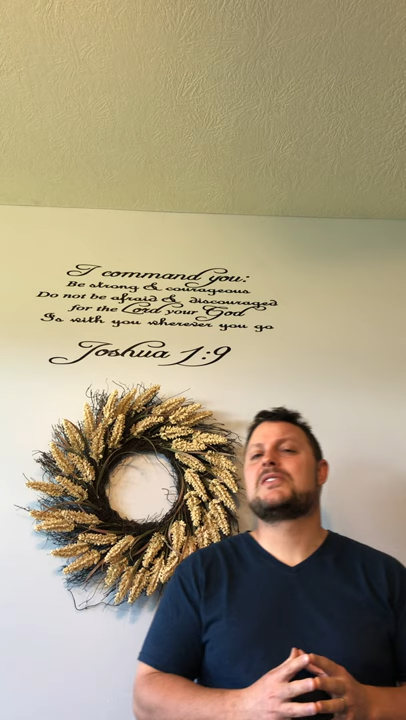 I command you:
Be strong & courageous
Do not be afraid & discouraged
for the Lord your God
Is with you wherever you go
Joshua 1:9